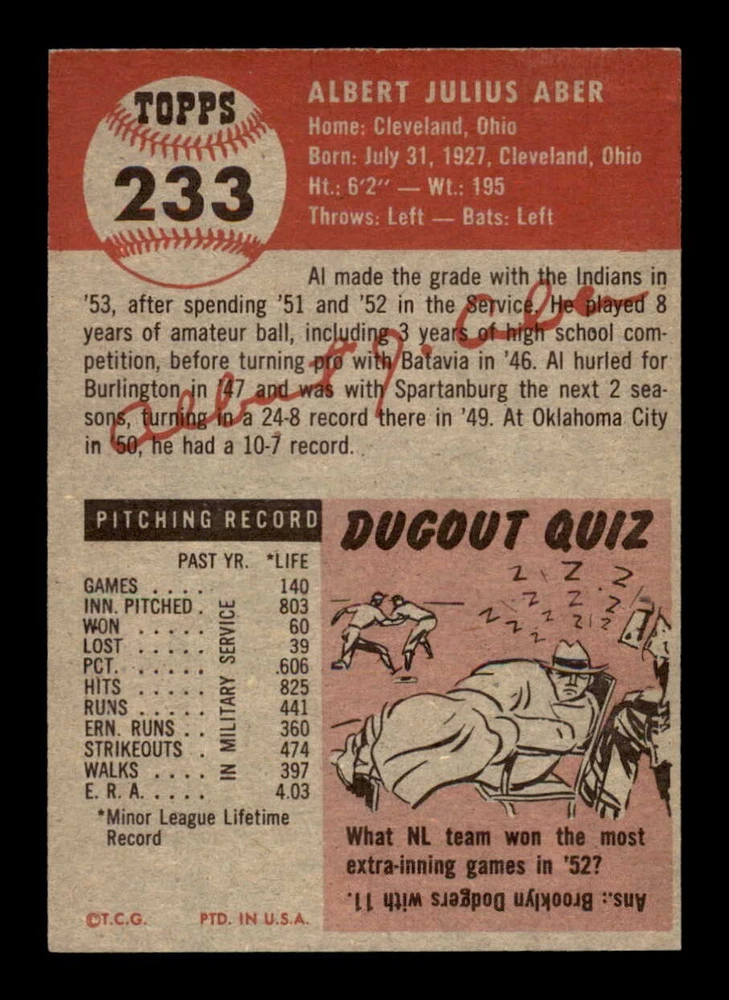 TOPPS
233
ALBERT JULIUS ABER
Home: Cleveland, Ohio
Born: July 31, 1927, Cleveland, Ohio
Ht.: 6'2" — Wt.: 195
Throws: Left — Bats: Left
Al made the grade with the Indians in
'53, after spending '51 and '52 in the Service. He played 8
years of amateur ball, including 3 years of high school com-
petition, before turning pro with Batavia in '46. Al hurled for
Burlington in '47 and was with Spartanburg the next 2 sea-
sons, turning in a 24-8 record there in '49. At Oklahoma City
in '50, he had a 10-7 record.
Albert J. Aber
PITCHING RECORD
PAST YR. *LIFE
GAMES . . . . . 140
INN. PITCHED . 803
WON . . . . . 60
LOST . . . . . 39
PCT. . . . . . .606
HITS . . . . . 825
RUNS . . . . . 441
ERN. RUNS . . 360
STRIKEOUTS . 474
WALKS . . . . 397
E. R. A. . . . . 4.03
IN MILITARY SERVICE
*Minor League Lifetime
Record
©T.C.G. PTD. IN U.S.A.
DUGOUT QUIZ
Z Z Z
Z Z Z Z
Z Z Z Z
What NL team won the most
extra-inning games in '52?
Ans.: Brooklyn Dodgers with 11.